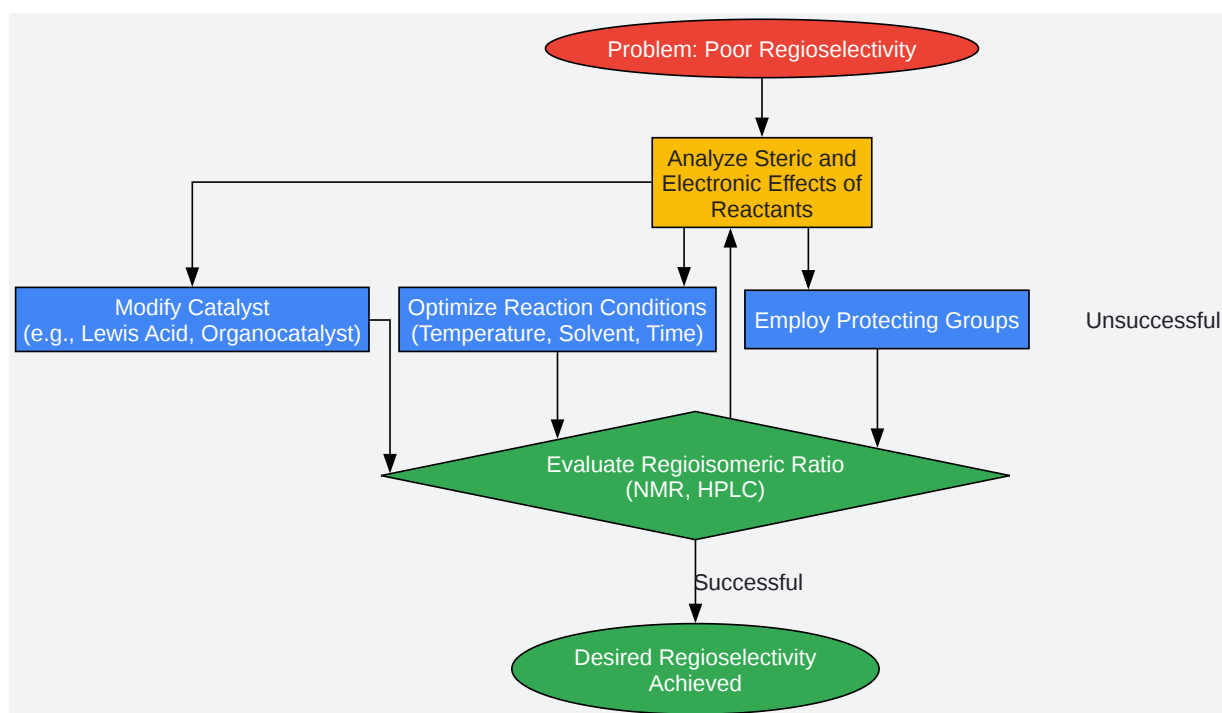 Problem: Poor Regioselectivity
Analyze Steric and
Electronic Effects of
Reactants
Modify Catalyst
(e.g., Lewis Acid, Organocatalyst)
Optimize Reaction Conditions
(Temperature, Solvent, Time)
Employ Protecting Groups
Unsuccessful
Evaluate Regioisomeric Ratio
(NMR, HPLC)
Successful
Desired Regioselectivity
Achieved